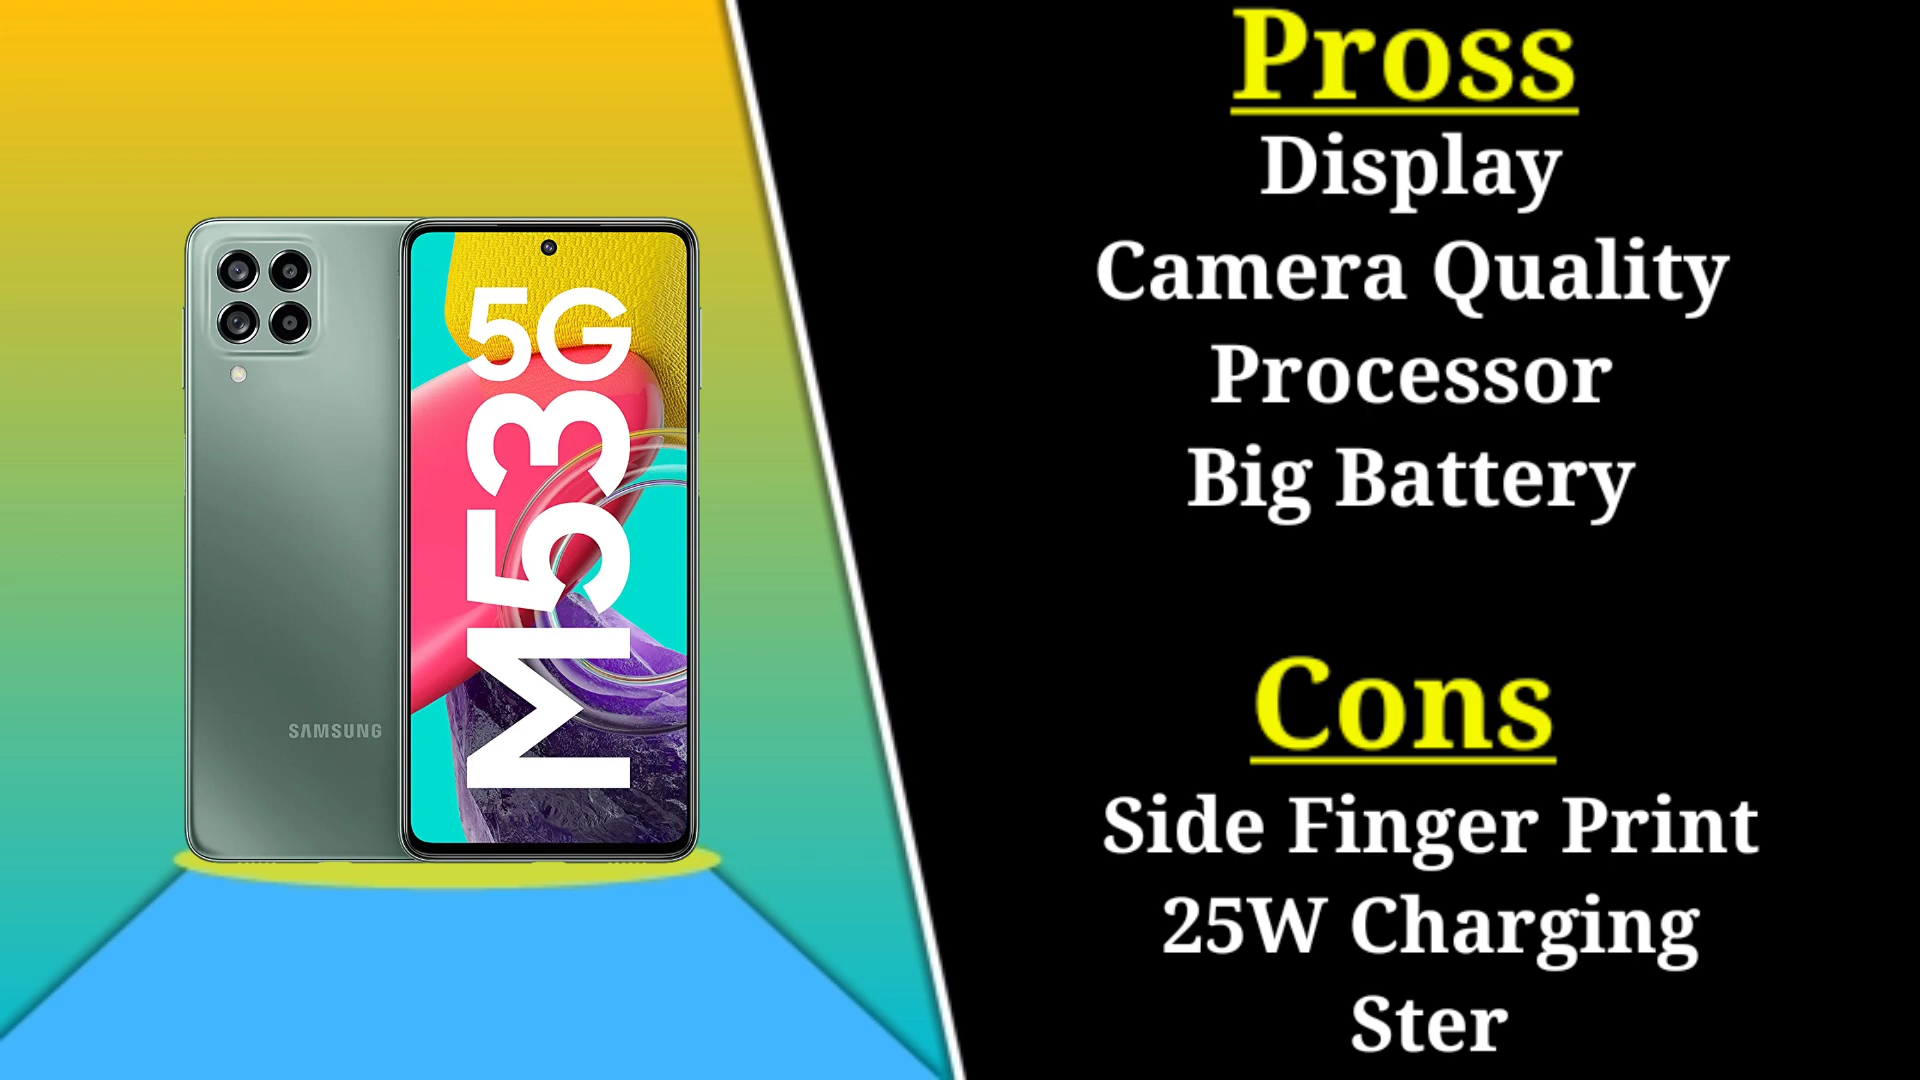 SAMSUNG
M53 5G
Pross
Display
Camera Quality
Processor
Big Battery
Cons
Side Finger Print
25W Charging
Ster